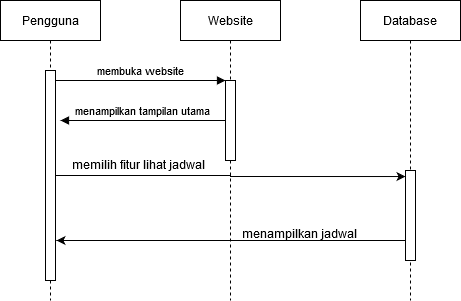 Pengguna
Website
Database
membuka website
menampilkan tampilan utama
memilih fitur lihat jadwal
menampilkan jadwal